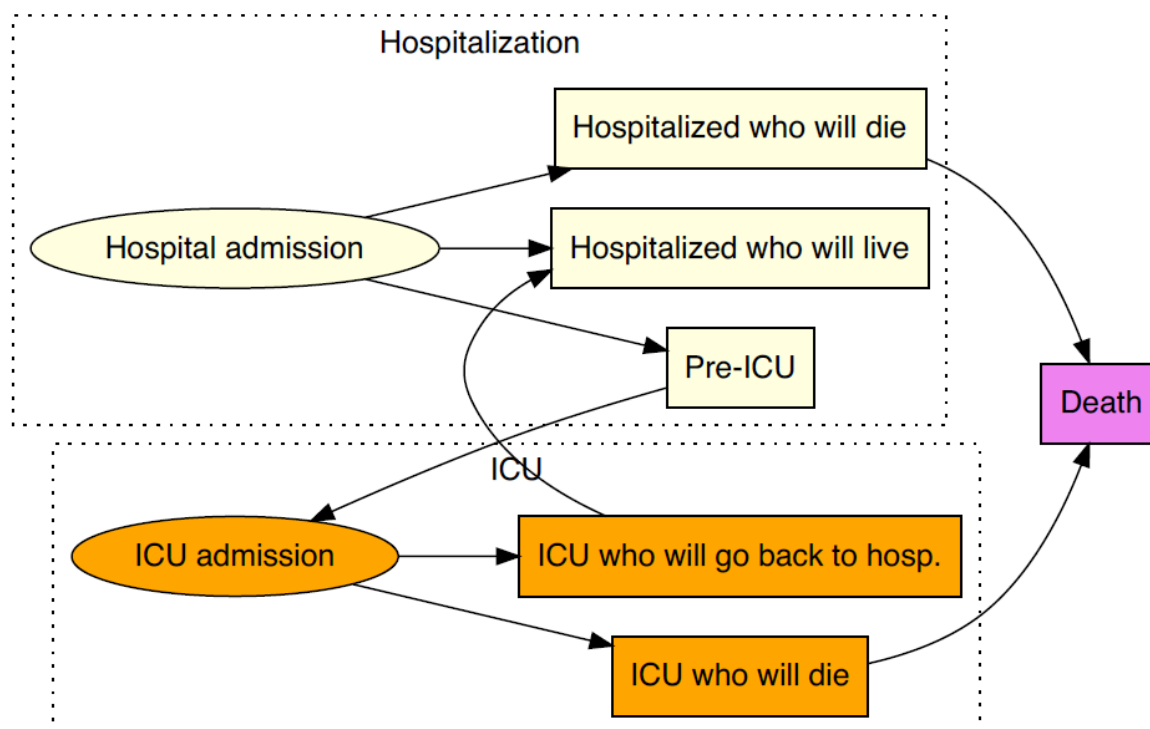 Hospitalization
Hospitalized who will die
Hospital admission
Hospitalized who will live
Pre-ICU
Death
ICU
ICU admission
ICU who will go back to hosp.
ICU who will die